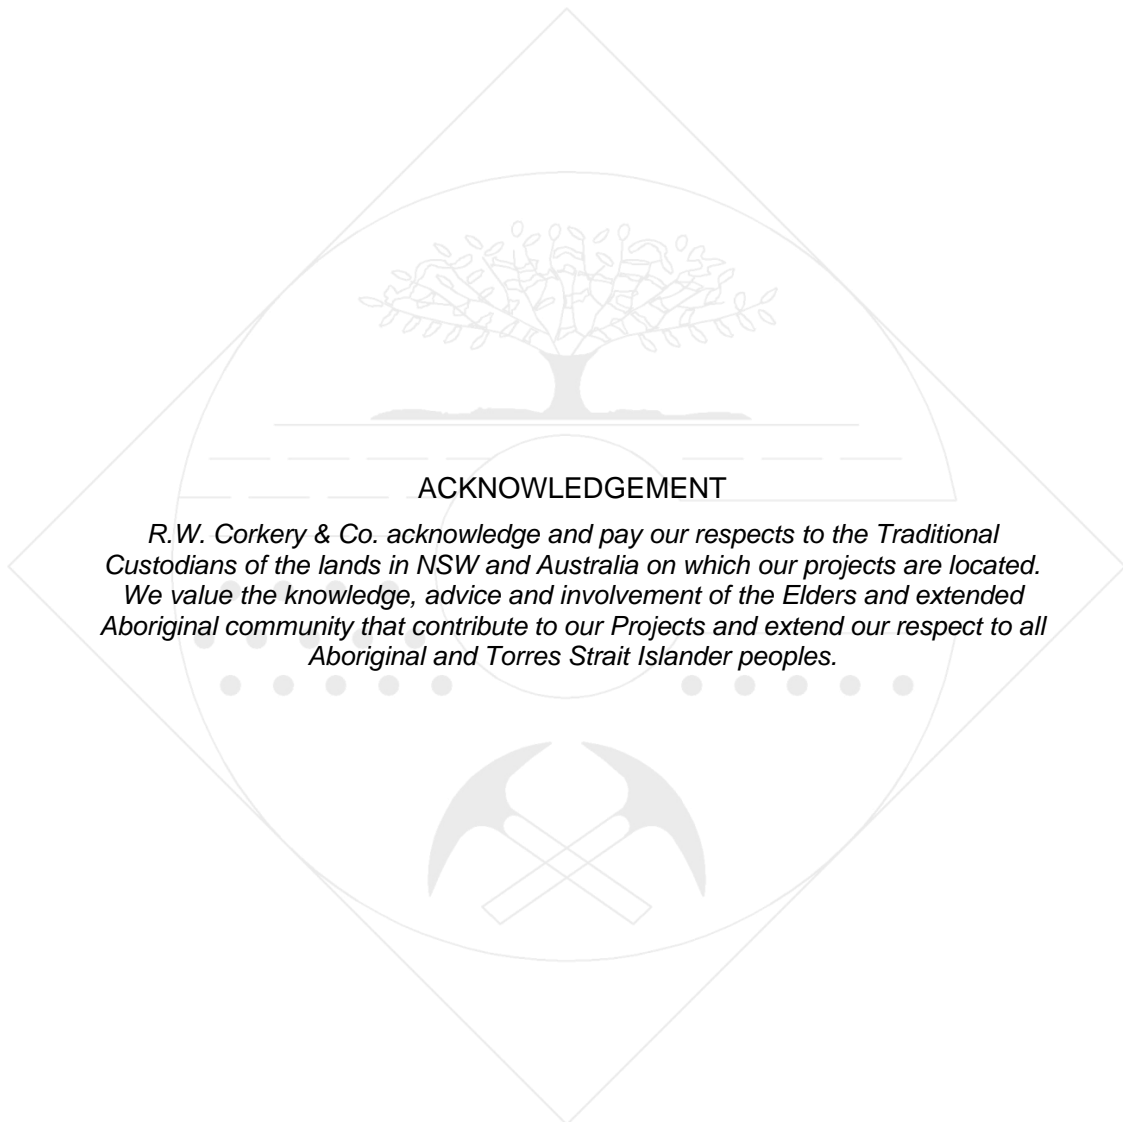 ACKNOWLEDGEMENT
R.W. Corkery & Co. acknowledge and pay our respects to the Traditional
Custodians of the lands in NSW and Australia on which our projects are located.
We value the knowledge, advice and involvement of the Elders and extended
Aboriginal community that contribute to our Projects and extend our respect to all
Aboriginal and Torres Strait Islander peoples.